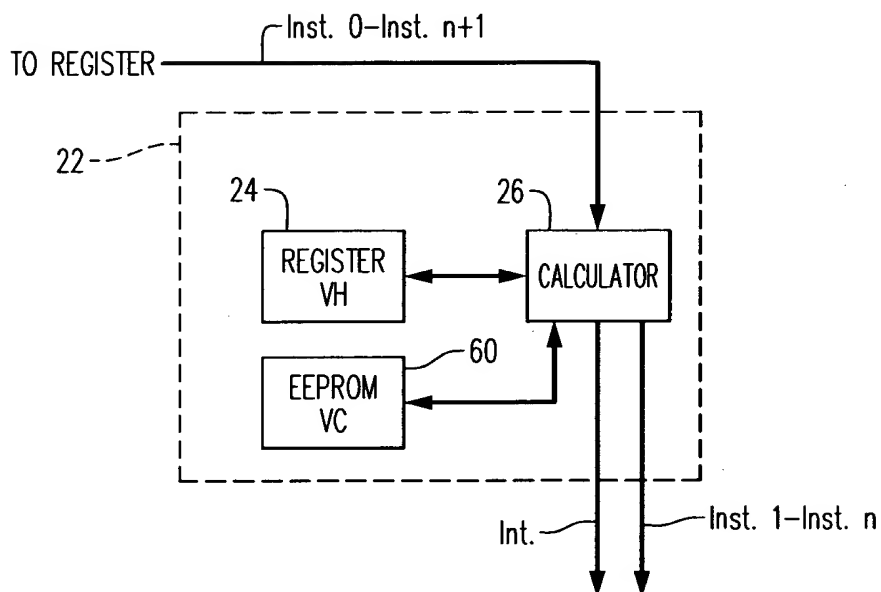 Inst. 0–Inst. n+1
TO REGISTER
22
24
26
REGISTER
VH
CALCULATOR
60
EEPROM
VC
Int.
Inst. 1–Inst. n